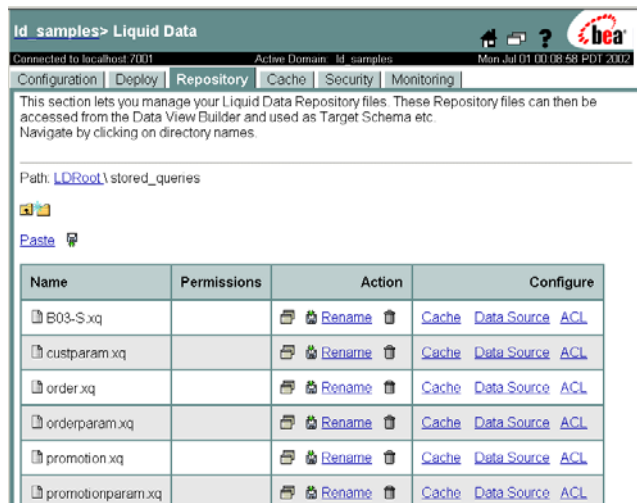 ld_samples> Liquid Data
?
bea
Connected to localhost:7001 Active Domain: ld_samples Mon Jul 01 00:08:58 PDT 2002
Configuration Deploy Repository Cache Security Monitoring
This section lets you manage your Liquid Data Repository files. These Repository files can then be
accessed from the Data View Builder and used as Target Schema etc.
Navigate by clicking on directory names.
Path: LDRoot \ stored_queries
Paste
Name Permissions Action Configure
B03-S.xq Rename Cache Data Source ACL
custparam.xq Rename Cache Data Source ACL
order.xq Rename Cache Data Source ACL
orderparam.xq Rename Cache Data Source ACL
promotion.xq Rename Cache Data Source ACL
promotionparam.xq Rename Cache Data Source ACL